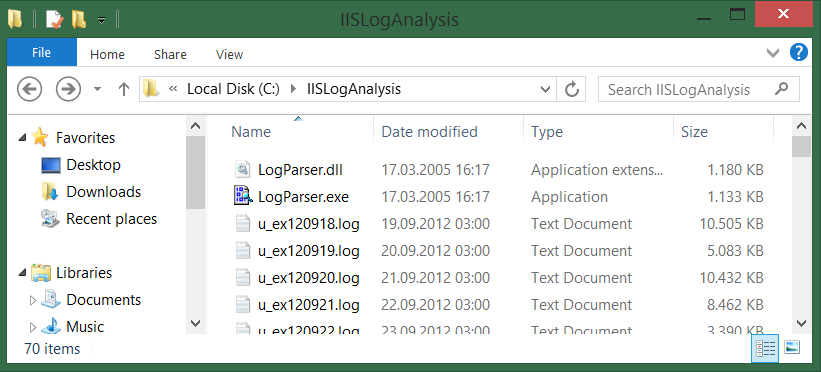 IISLogAnalysis
File Home Share View
« Local Disk (C:) IISLogAnalysis Search IISLogAnalysis
Favorites
Desktop
Downloads
Recent places
Libraries
Documents
Music
Name Date modified Type Size
LogParser.dll 17.03.2005 16:17 Application extens... 1.180 KB
LogParser.exe 17.03.2005 16:17 Application 1.133 KB
u_ex120918.log 19.09.2012 03:00 Text Document 10.505 KB
u_ex120919.log 20.09.2012 03:00 Text Document 5.083 KB
u_ex120920.log 21.09.2012 03:00 Text Document 10.432 KB
u_ex120921.log 22.09.2012 03:00 Text Document 8.462 KB
u_ex120922.log 23.09.2012 03:00 Text Document 3.390 KB
70 items